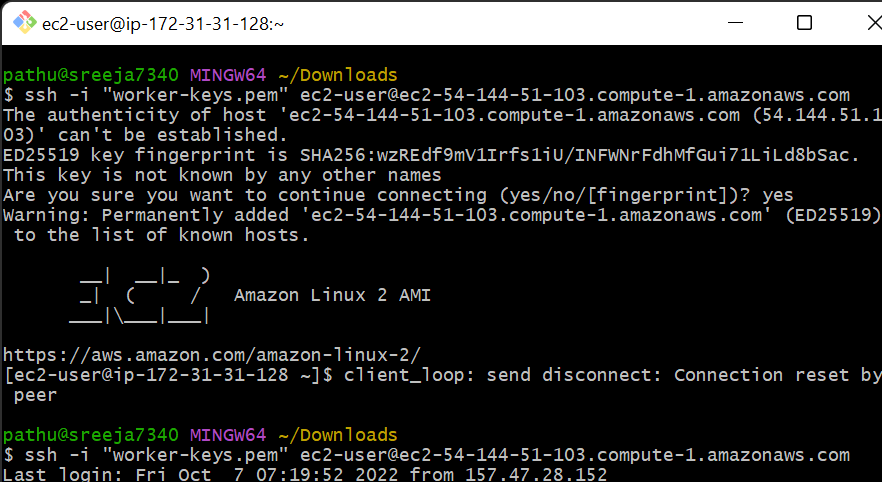 ec2-user@ip-172-31-31-128:~
pathu@sreeja7340 MINGW64 ~/Downloads
$ ssh -i "worker-keys.pem" ec2-user@ec2-54-144-51-103.compute-1.amazonaws.com
The authenticity of host 'ec2-54-144-51-103.compute-1.amazonaws.com (54.144.51.1
03)' can't be established.
ED25519 key fingerprint is SHA256:wzREdf9mV1Irfs1iU/INFWNrFdhMfGui71LiLd8bSac.
This key is not known by any other names
Are you sure you want to continue connecting (yes/no/[fingerprint])? yes
Warning: Permanently added 'ec2-54-144-51-103.compute-1.amazonaws.com' (ED25519)
 to the list of known hosts.

       __|  __|_  )
       _|  (     /   Amazon Linux 2 AMI
      ___|\___|___|

https://aws.amazon.com/amazon-linux-2/
[ec2-user@ip-172-31-31-128 ~]$ client_loop: send disconnect: Connection reset by
 peer

pathu@sreeja7340 MINGW64 ~/Downloads
$ ssh -i "worker-keys.pem" ec2-user@ec2-54-144-51-103.compute-1.amazonaws.com
Last login: Fri Oct  7 07:19:52 2022 from 157.47.28.152